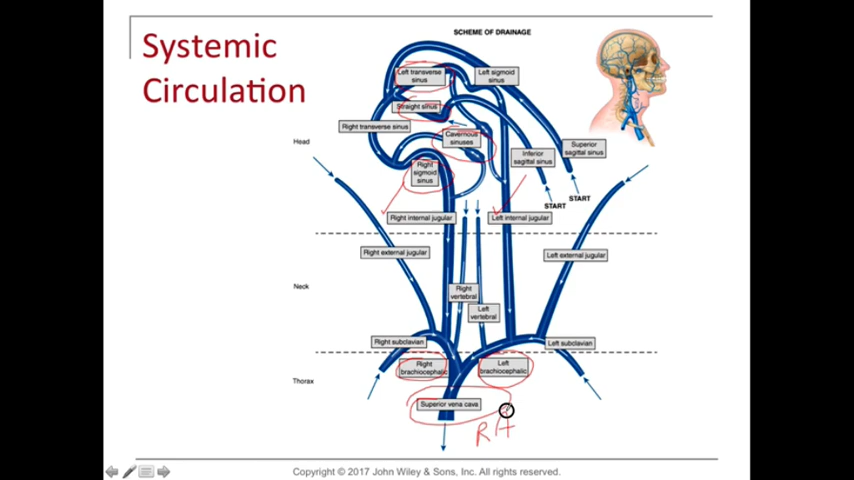 Systemic
Circulation
SCHEME OF DRAINAGE
Left transverse
sinus
Left sigmoid
sinus
Straight sinus
Right transverse sinus
Head
Cavernous
sinuses
Inferior
sagittal sinus
Superior
sagittal sinus
Right
sigmoid
sinus
START
START
Right internal jugular
Left internal jugular
Right external jugular
Left external jugular
Neck
Right
vertebral
Left
vertebral
Right subclavian
Left subclavian
Right
brachiocephalic
Left
brachiocephalic
Thorax
Superior vena cava
RA
Copyright © 2017 John Wiley & Sons, Inc. All rights reserved.